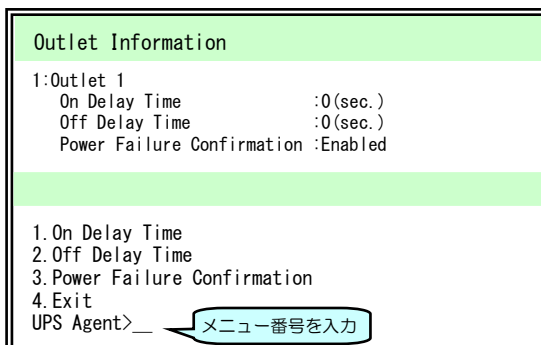 Outlet Information
1:Outlet 1
On Delay Time :0(sec.)
Off Delay Time :0(sec.)
Power Failure Confirmation :Enabled
1.On Delay Time
2.Off Delay Time
3.Power Failure Confirmation
4.Exit
UPS Agent>__
メニュー番号を入力